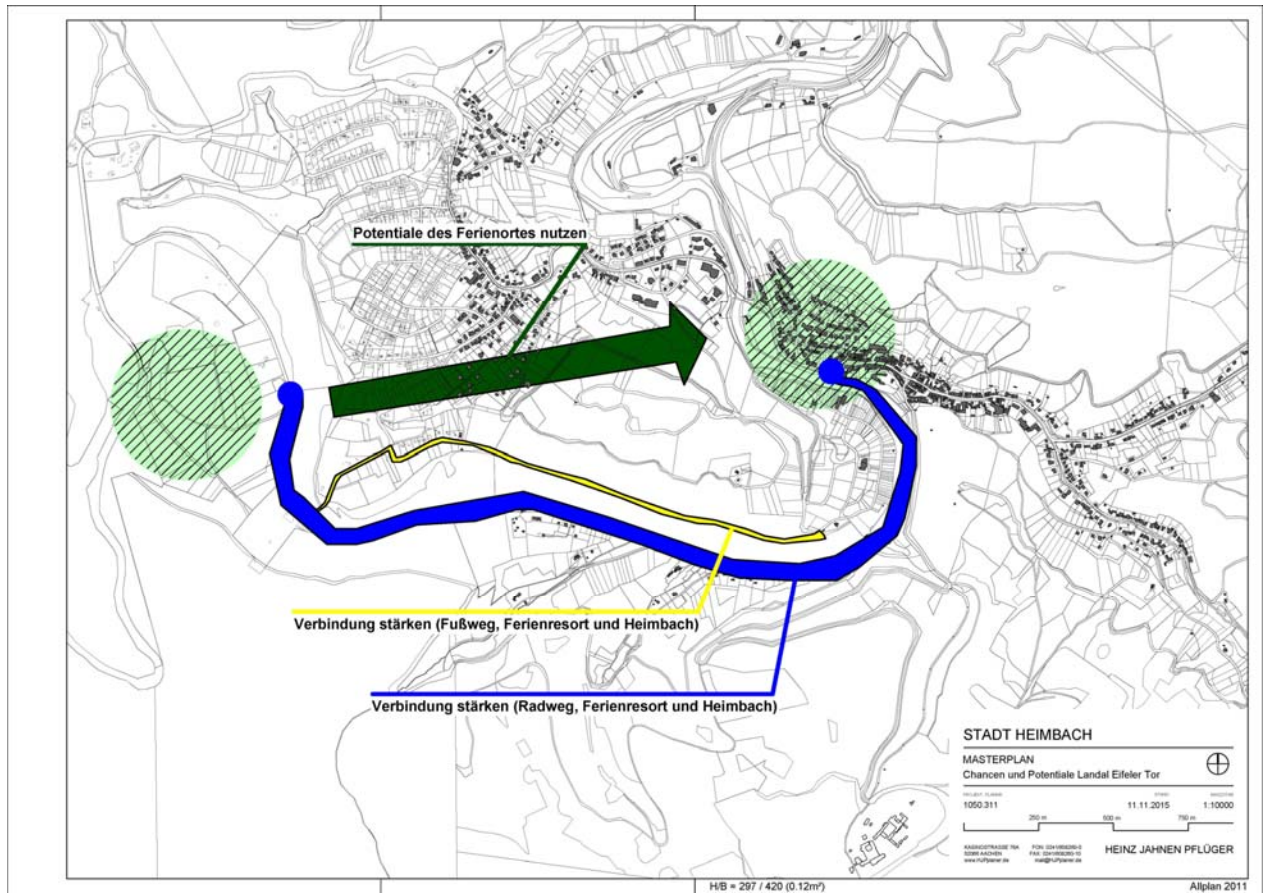 Potentiale des Ferienortes nutzen
Verbindung stärken (Fußweg, Ferienresort und Heimbach)
Verbindung stärken (Radweg, Ferienresort und Heimbach)
STADT HEIMBACH
MASTERPLAN
Chancen und Potentiale Landal Eifeler Tor
1050.311 11.11.2015 1:10000
250 m 500 m 750 m
52066 AACHEN
HEINZ JAHNEN PFLÜGER
H/B = 297 / 420 (0.12m²)
Allplan 2011